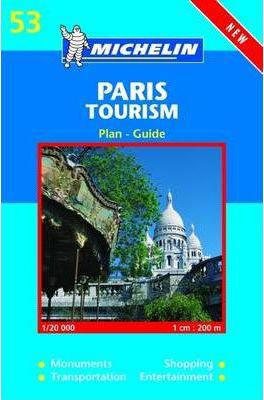 53
MICHELIN
NEW
PARIS
TOURISM
Plan - Guide
1/20 000
1 cm : 200 m
Monuments
Shopping
Transportation
Entertainment